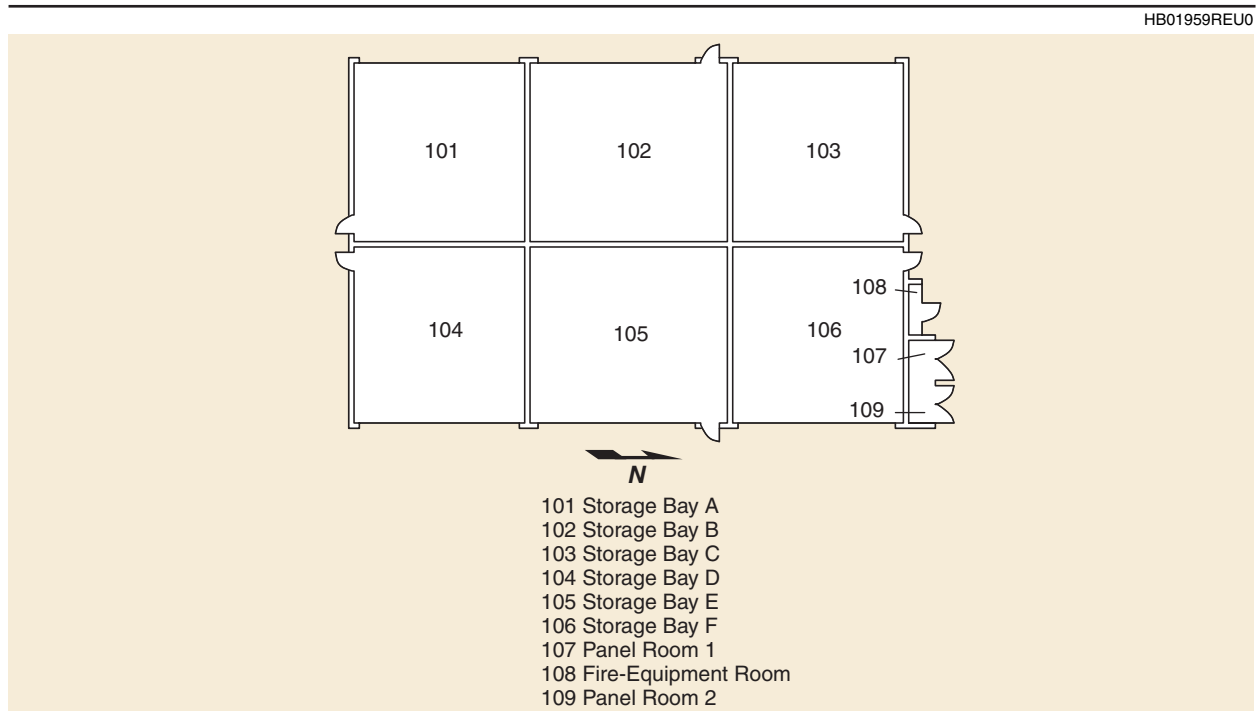 HB01959REU0
101
102
103
108
104
105
106
107
109
N
101 Storage Bay A
102 Storage Bay B
103 Storage Bay C
104 Storage Bay D
105 Storage Bay E
106 Storage Bay F
107 Panel Room 1
108 Fire-Equipment Room
109 Panel Room 2